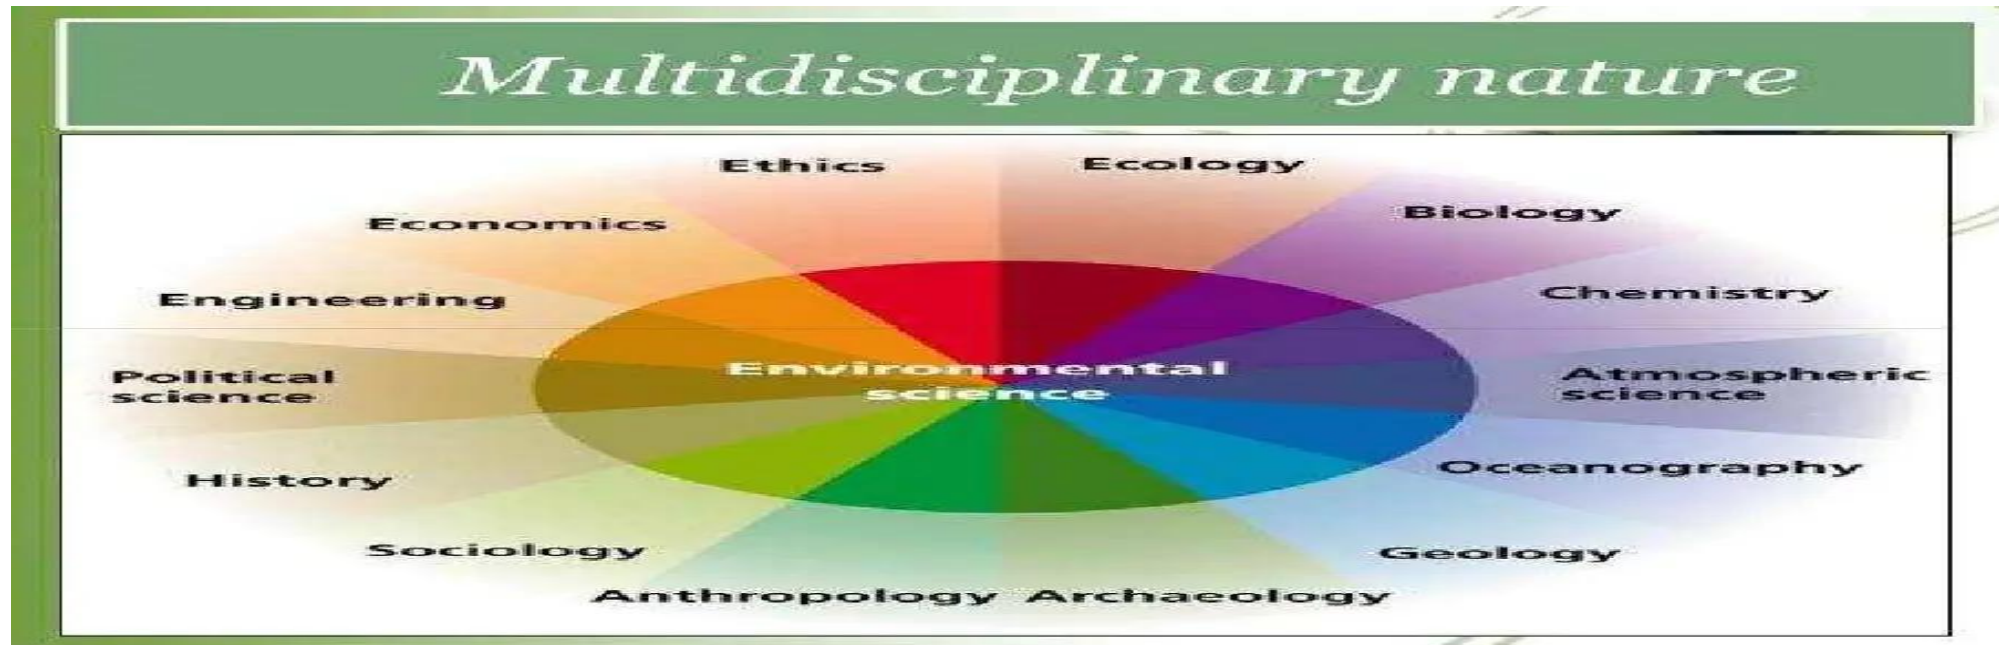 Multidisciplinary nature
Ethics
Ecology
Economics
Biology
Engineering
Chemistry
Environmental
science
Political
science
Atmospheric
science
History
Oceanography
Sociology
Geology
Anthropology
Archaeology